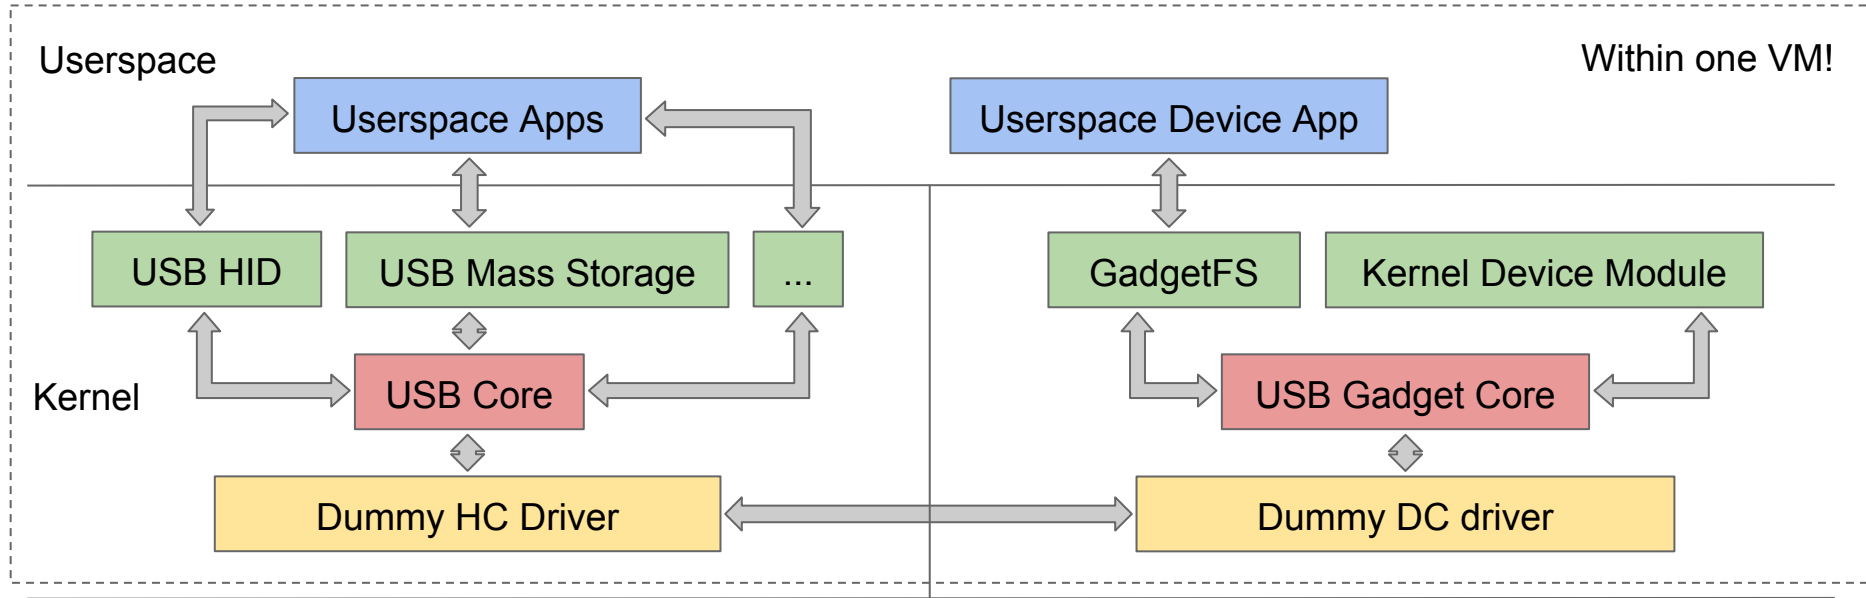 Userspace
Within one VM!
Userspace Apps
Userspace Device App
USB HID
USB Mass Storage
...
GadgetFS
Kernel Device Module
Kernel
USB Core
USB Gadget Core
Dummy HC Driver
Dummy DC driver